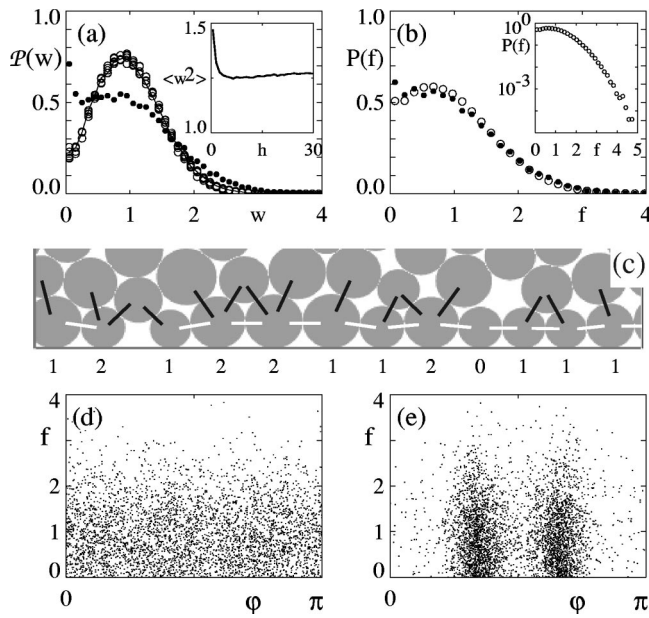 1.0
(a)
𝒫(w)
0.5
0.0
0 1 2 3 4
w
1.5
<w²>
1.0
0 h 30
1.0
(b)
P(f)
0.5
0.0
0 1 2 3 4
f
10⁰
P(f)
10⁻³
0 1 2 f 4 5
(c)
1 2 1 2 2 1 1 2 0 1 1 1
4
(d)
f
2
1
0
0 φ π
4
(e)
f
2
1
0
0 φ π